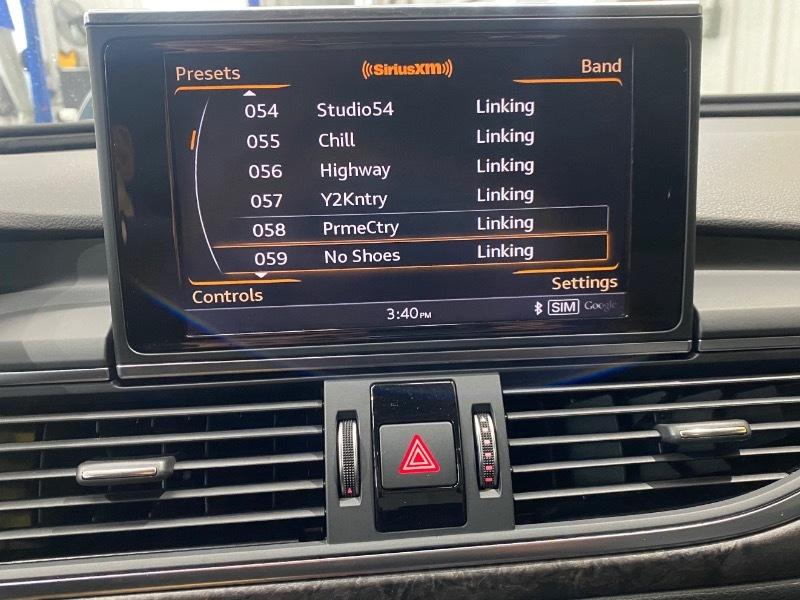 Presets ((SiriusXM)) Band
054 Studio54 Linking
055 Chill Linking
056 Highway Linking
057 Y2Kntry Linking
058 PrmeCtry Linking
059 No Shoes Linking
Controls Settings
3:40PM SIM Google